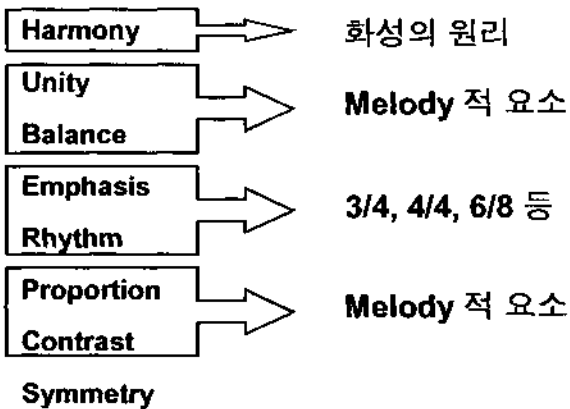 Harmony 화성의 원리
Unity
Balance
Melody 적 요소
Emphasis
Rhythm
3/4, 4/4, 6/8 등
Proportion
Contrast
Melody 적 요소
Symmetry